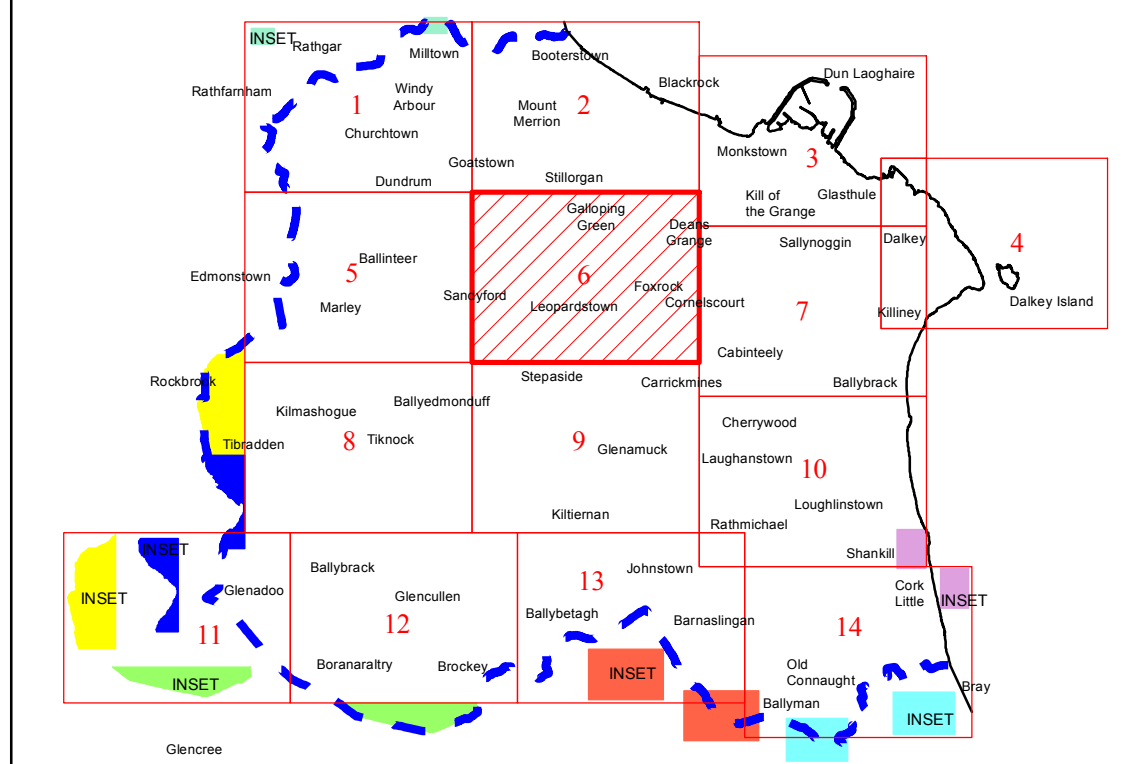 INSET
Rathgar
Milltown
Booterstown
Rathfarnham
Windy
Arbour
1
Churchtown
Dundrum
Goatstown
Mount
Merrion
2
Stillorgan
Blackrock
Dun Laoghaire
Monkstown
3
Kill of
the Grange
Glasthule
4
Dalkey
Dalkey Island
Killiney
Edmonstown
5
Ballinteer
Marley
Galloping
Green
Deans
Grange
6
Sandyford
Leopardstown
Foxrock
Cornelscourt
Sallynoggin
7
Cabinteely
Ballybrack
Rockbrook
Tibradden
Kilmashogue
Ballyedmonduff
8
Tiknock
Stepaside
Carrickmines
9
Glenamuck
Kiltiernan
Cherrywood
Laughanstown
10
Loughlinstown
Rathmichael
Shankill
INSET
INSET
Glenadoo
11
INSET
Glencree
Ballybrack
Glencullen
12
Boranaraltry
Brockey
13
Johnstown
Ballybetagh
Barnaslingan
INSET
Cork
Little
INSET
14
Old
Connaught
Ballyman
Bray
INSET